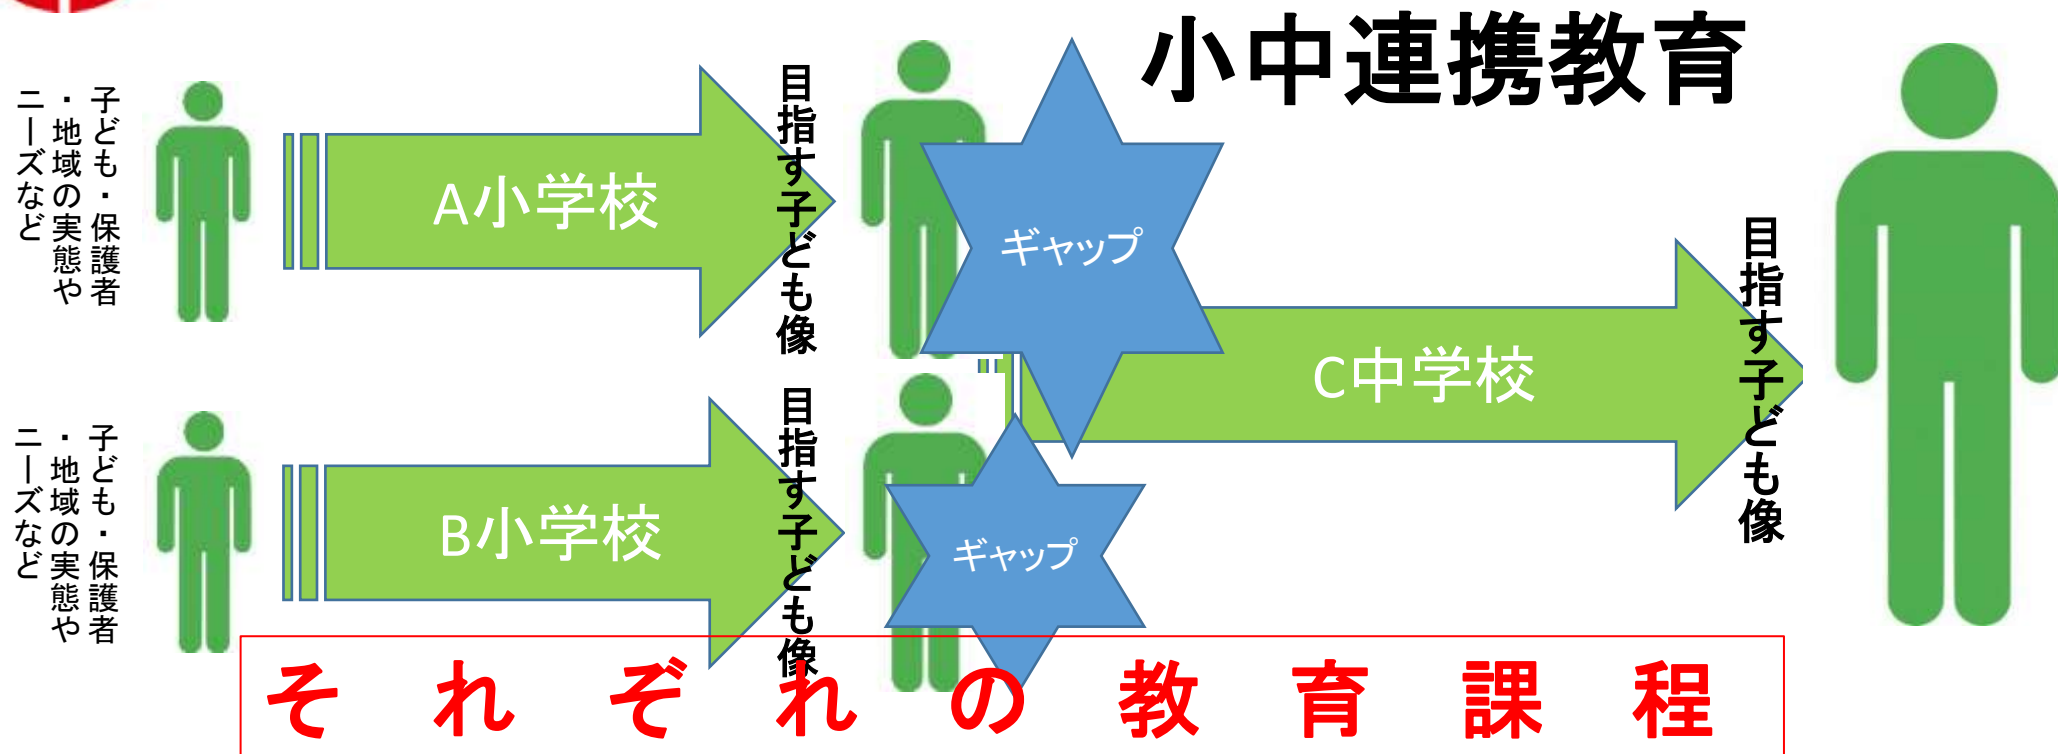 小中連携教育
子ども・保護者
・地域の実態や
ニーズなど
A小学校
目指す子ども像
ギャップ
C中学校
目指す子ども像
子ども・保護者
・地域の実態や
ニーズなど
B小学校
目指す子ども像
ギャップ
それぞれの教育課程